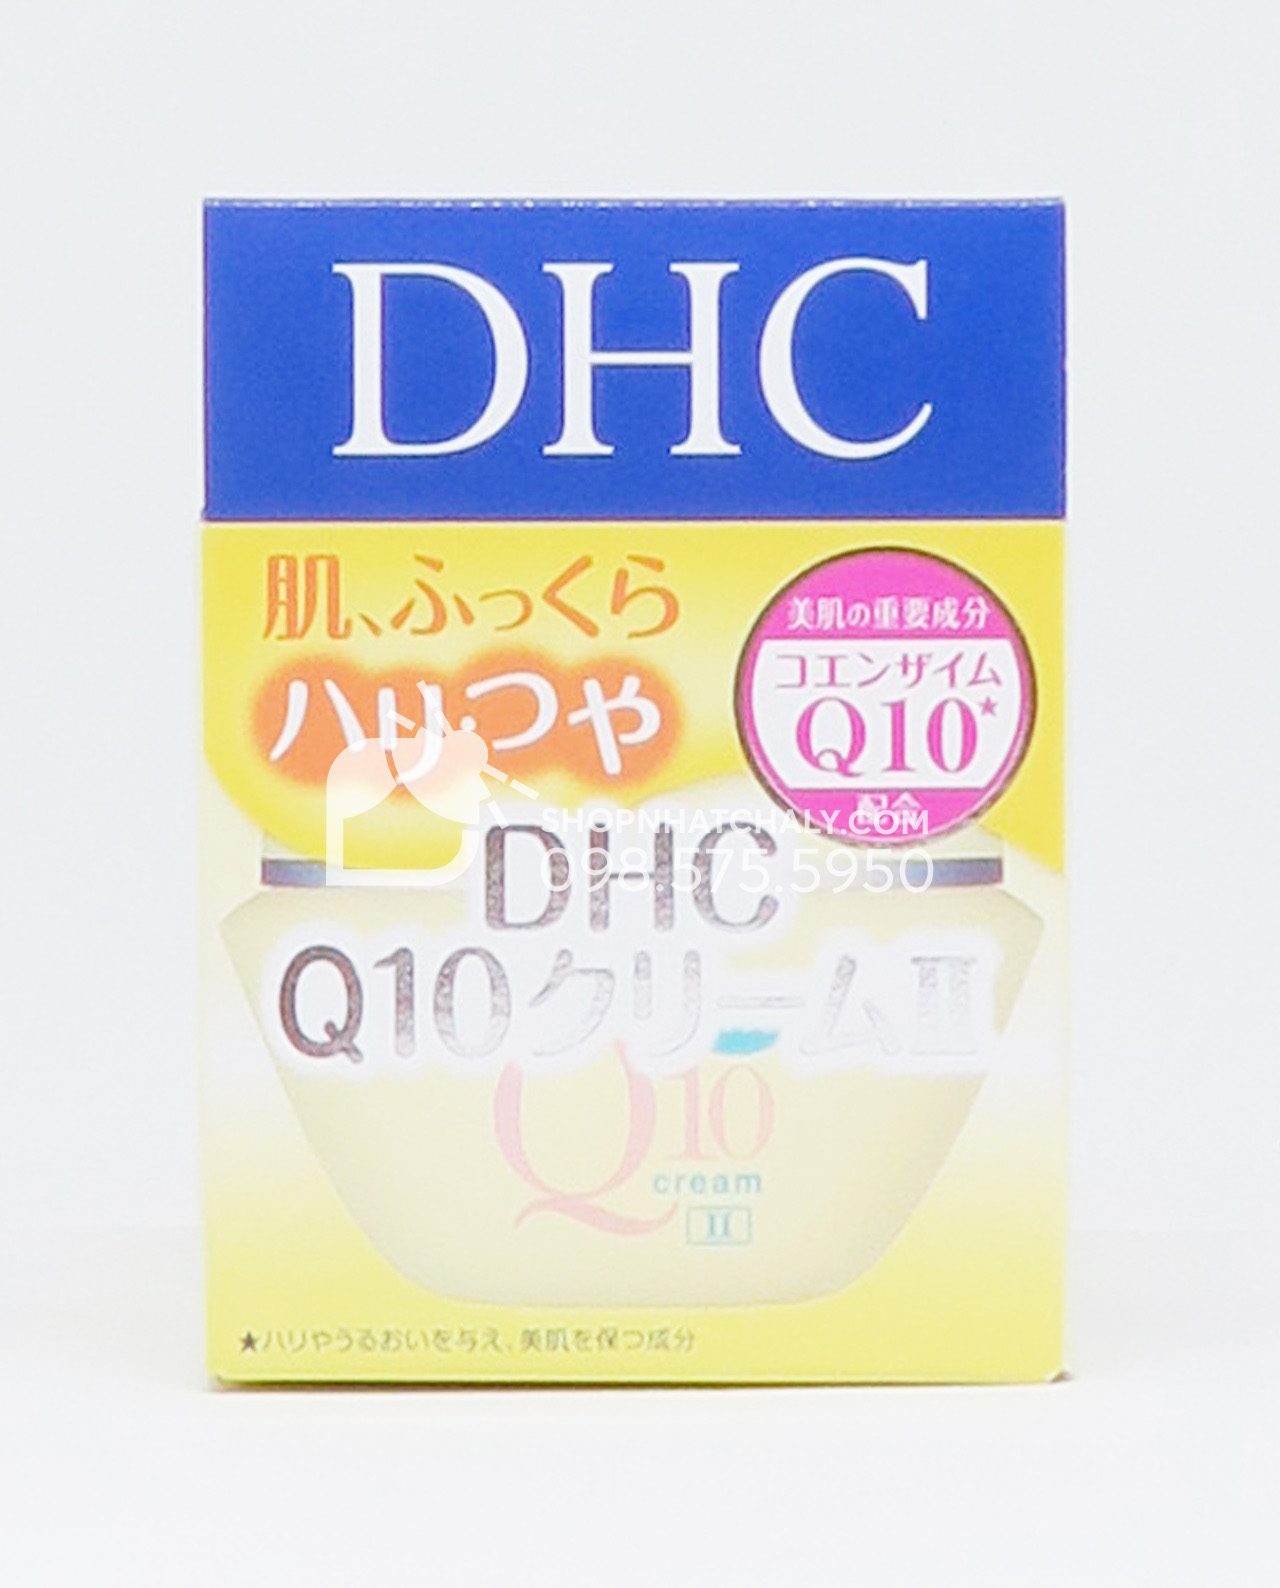 DHC
肌、ふっくら
ハリ・つや
美肌の重要成分
コエンザイム
Q10★
配合
SHOPNHATCHALY.COM
098.575.5950
DHC
Q10クリームⅡ
Q10
cream
II
★ハリやうるおいを与え、美肌を保つ成分